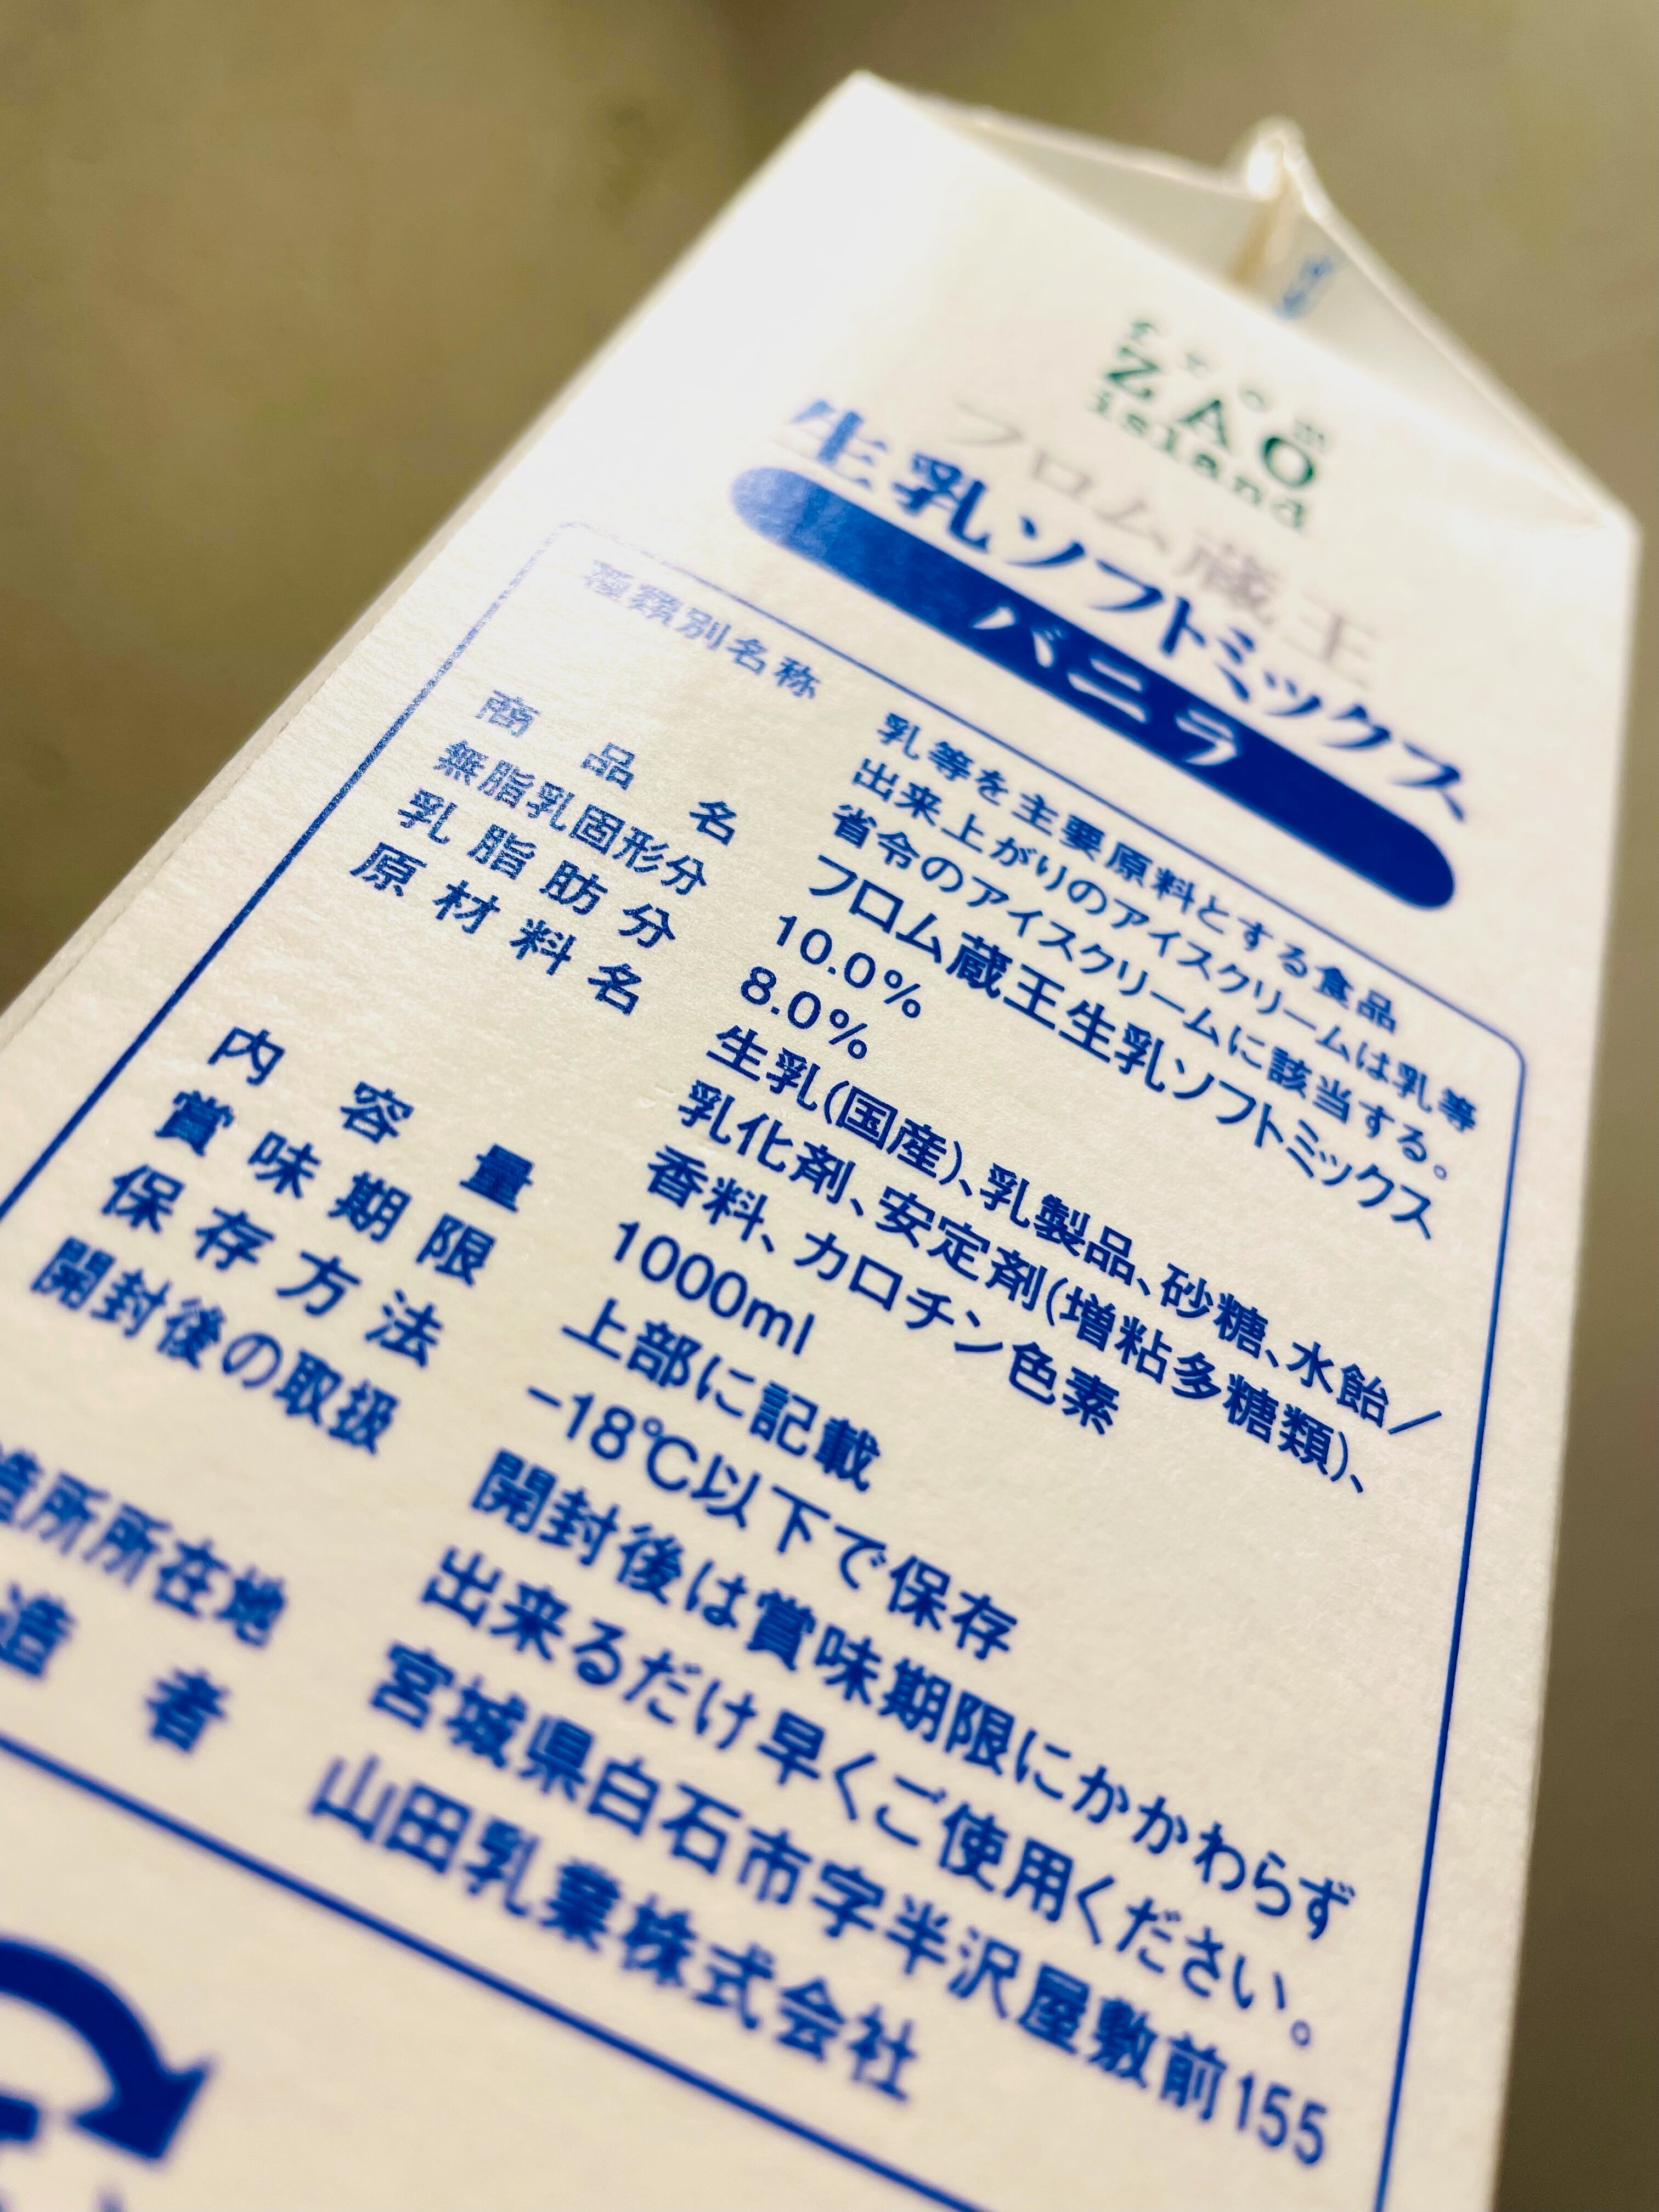 ZAO
island
フロム蔵王
生乳ソフトミックス
バニラ
種類別名称 乳等を主要原料とする食品
出来上がりのアイスクリームは乳等
省令のアイスクリームに該当する。
商品名 フロム蔵王生乳ソフトミックス
無脂乳固形分 10.0%
乳脂肪分 8.0%
原材料名 生乳(国産)、乳製品、砂糖、水飴／
乳化剤、安定剤(増粘多糖類)、
香料、カロチン色素
内容量 1000ml
賞味期限 上部に記載
保存方法 -18℃以下で保存
開封後の取扱 開封後は賞味期限にかかわらず
出来るだけ早くご使用ください。
造所所在地 宮城県白石市字半沢屋敷前155
造者 山田乳業株式会社